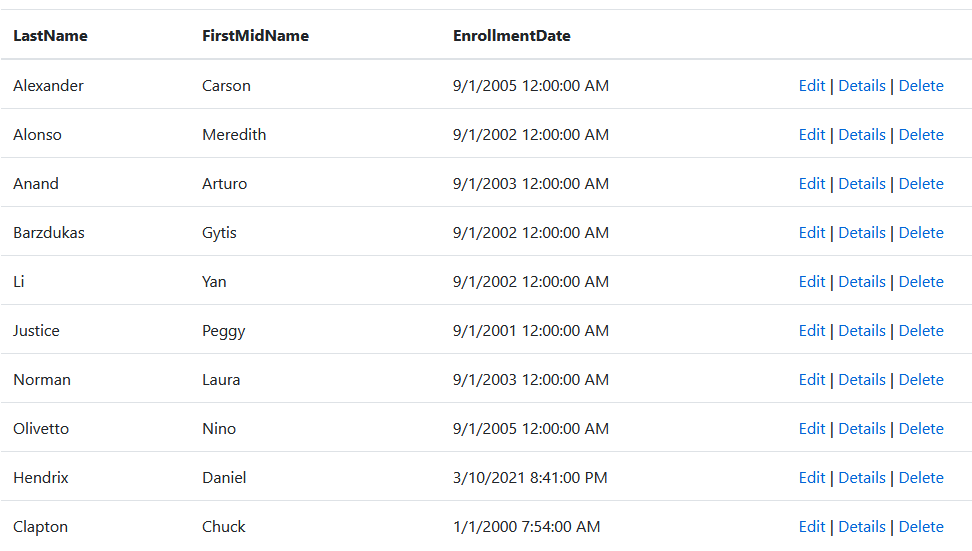 LastName FirstMidName EnrollmentDate
Alexander Carson 9/1/2005 12:00:00 AM Edit | Details | Delete
Alonso Meredith 9/1/2002 12:00:00 AM Edit | Details | Delete
Anand Arturo 9/1/2003 12:00:00 AM Edit | Details | Delete
Barzdukas Gytis 9/1/2002 12:00:00 AM Edit | Details | Delete
Li Yan 9/1/2002 12:00:00 AM Edit | Details | Delete
Justice Peggy 9/1/2001 12:00:00 AM Edit | Details | Delete
Norman Laura 9/1/2003 12:00:00 AM Edit | Details | Delete
Olivetto Nino 9/1/2005 12:00:00 AM Edit | Details | Delete
Hendrix Daniel 3/10/2021 8:41:00 PM Edit | Details | Delete
Clapton Chuck 1/1/2000 7:54:00 AM Edit | Details | Delete